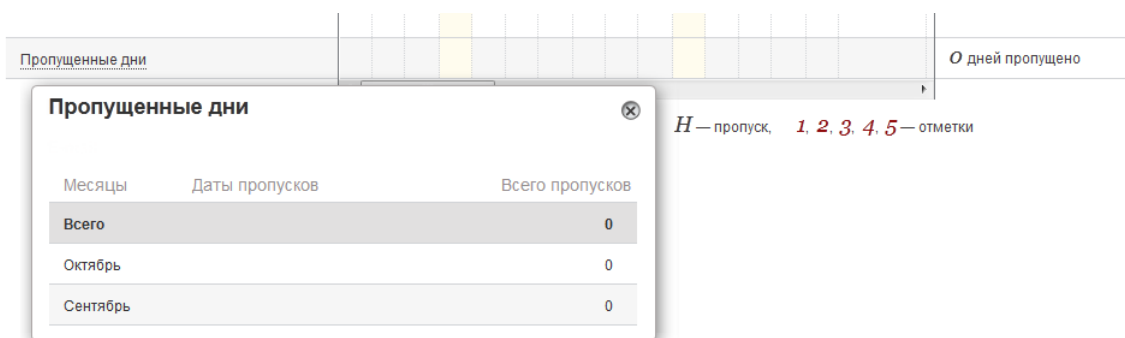 Пропущенные дни
0 дней пропущено
Пропущенные дни
Н — пропуск, 1, 2, 3, 4, 5 — отметки
Месяцы Даты пропусков Всего пропусков
Всего 0
Октябрь 0
Сентябрь 0